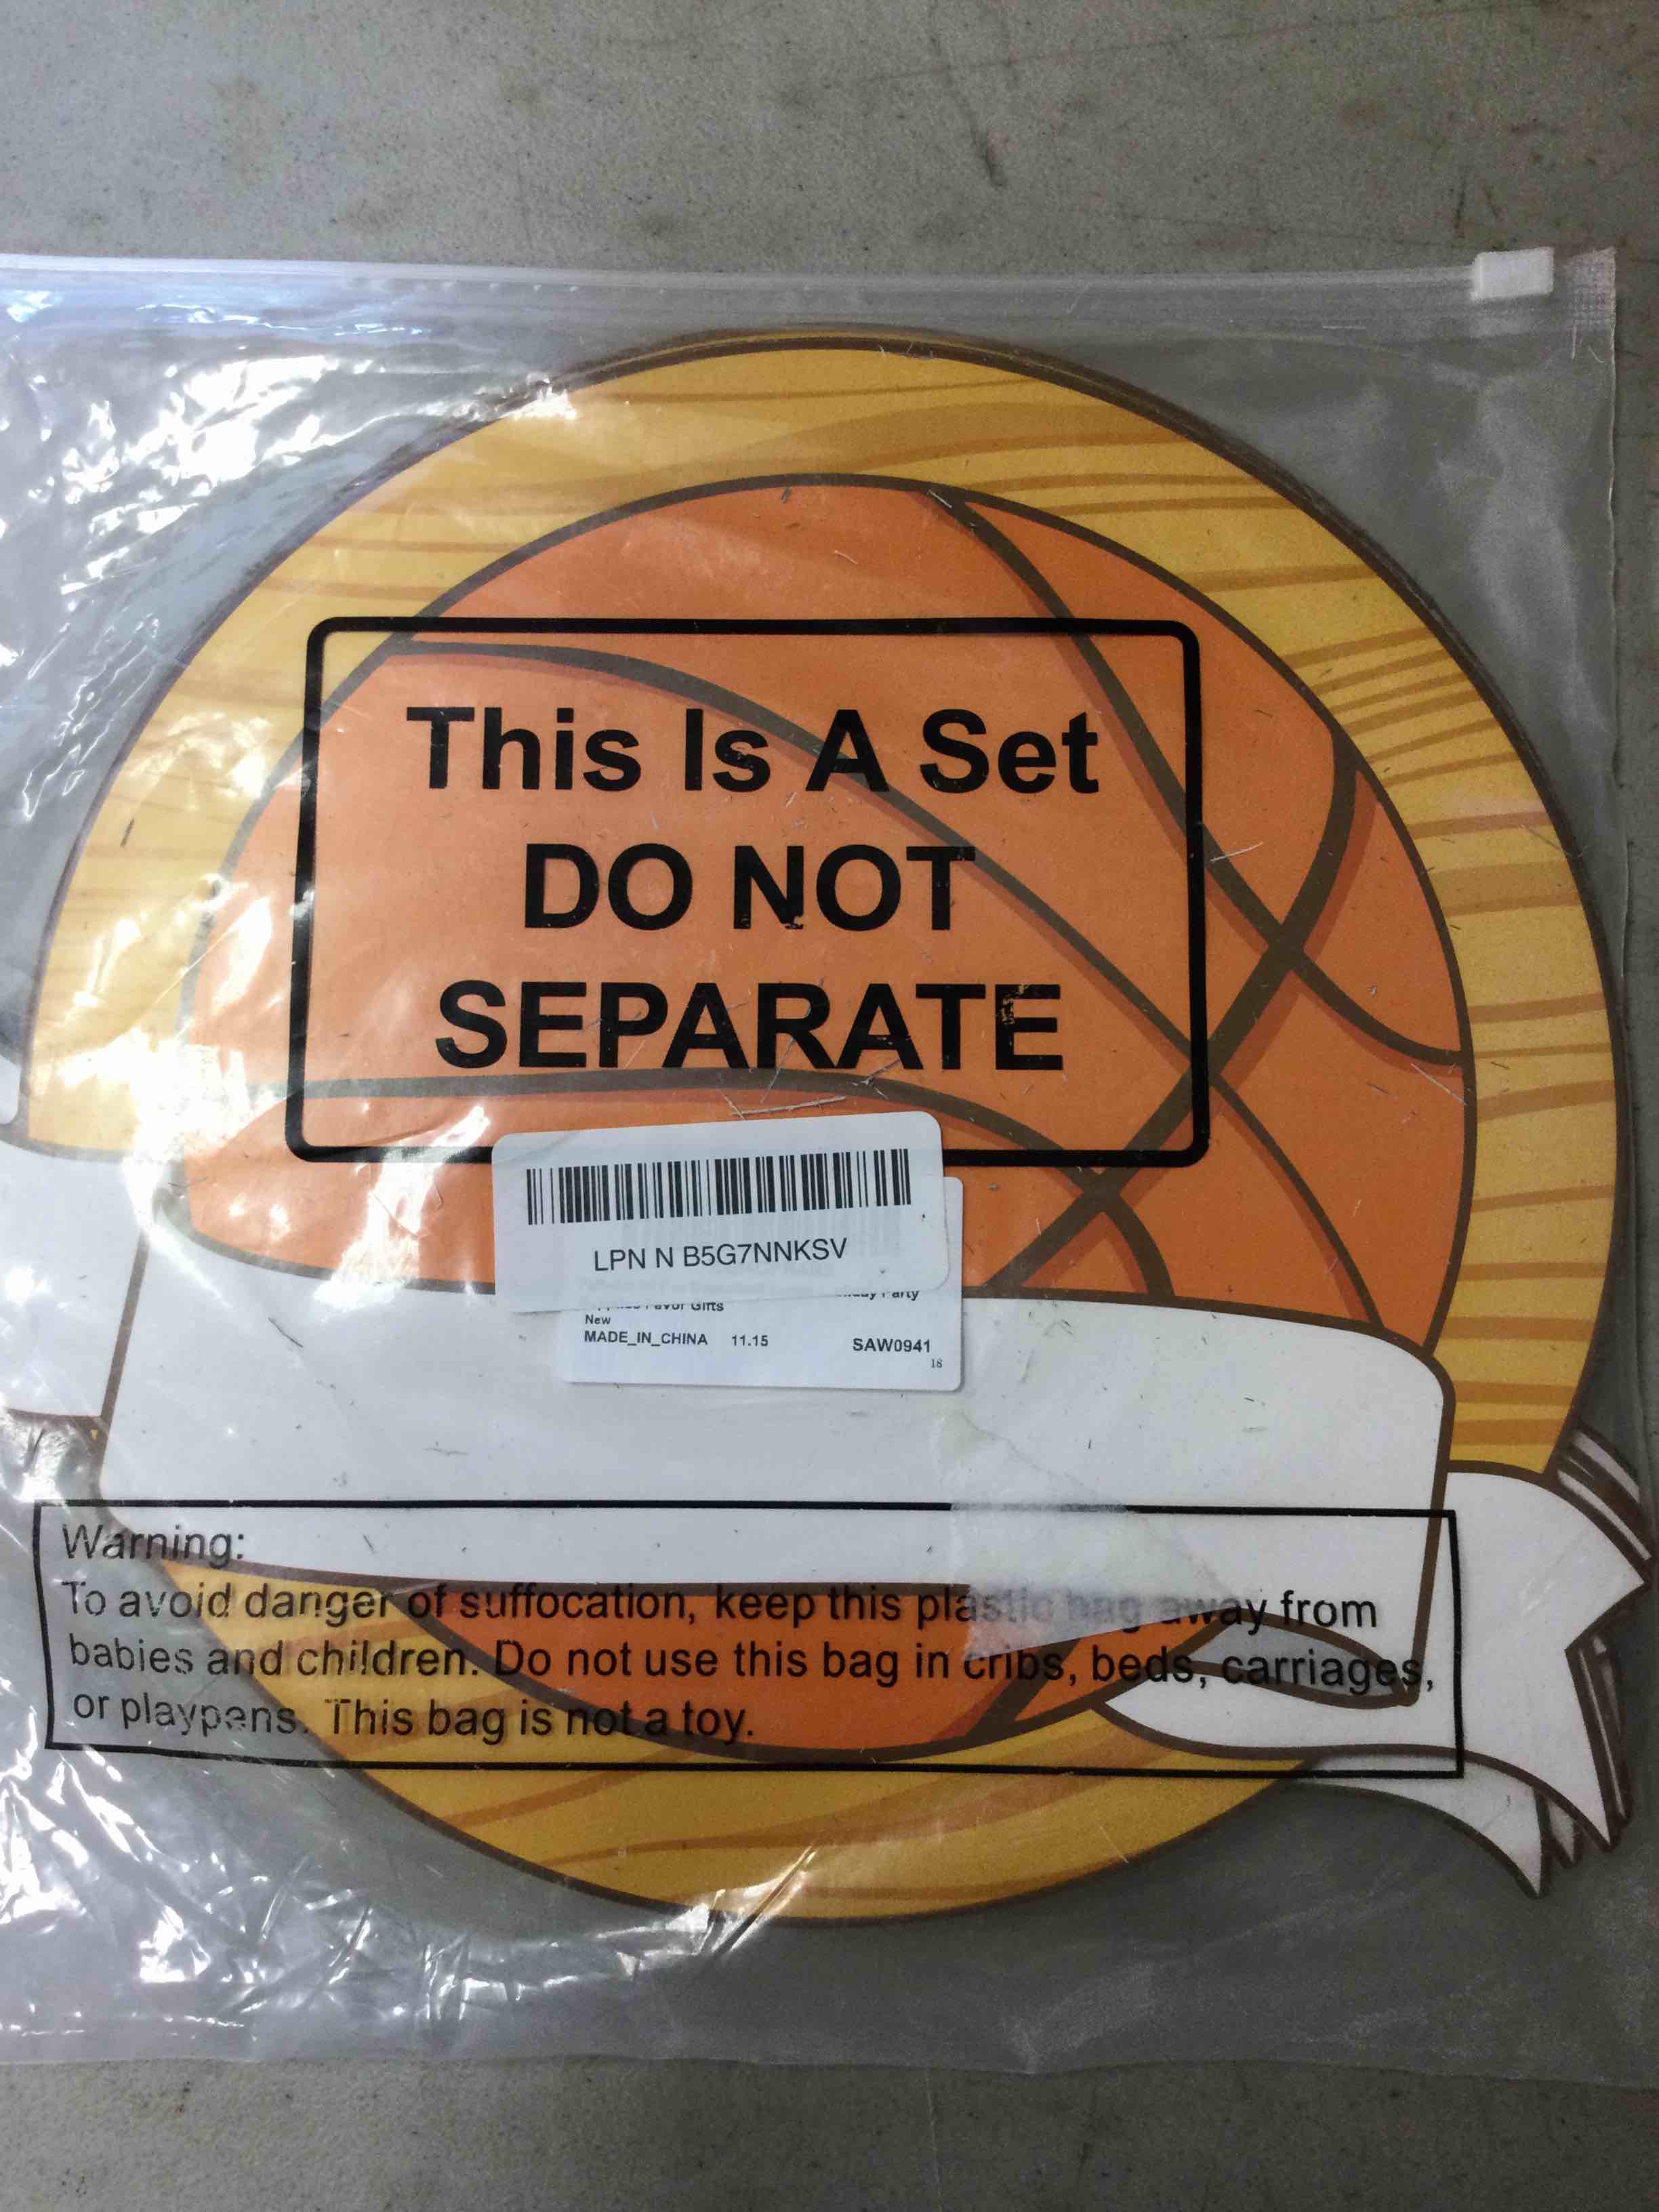 This Is A Set
DO NOT
SEPARATE
LPN N B5G7NNKSV
Party
Favor Gifts
New
MADE_IN_CHINA 11.15 SAW0941
18
Warning:
To avoid danger of suffocation, keep this plastic bag away from
babies and children. Do not use this bag in cribs, beds, carriages,
or playpens. This bag is not a toy.